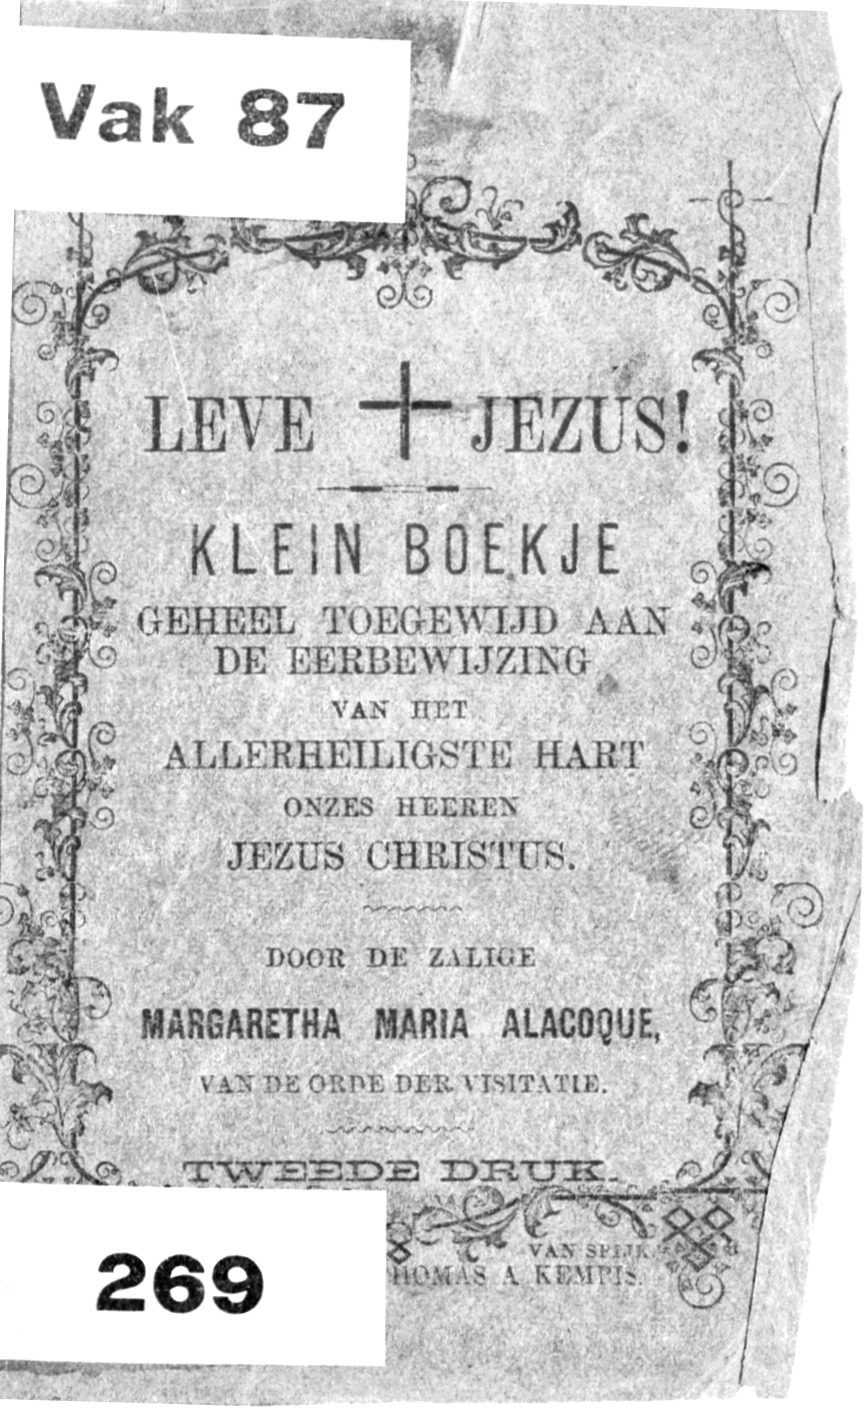 Vak 87
LEVE JEZUS!
KLEIN BOEKJE
GEHEEL TOEGEWIJD AAN
DE EERBEWIJZING
VAN HET
ALLERHEILIGSTE HART
ONZES HEEREN
JEZUS CHRISTUS.
DOOR DE ZALIGE
MARGARETHA MARIA ALACOQUE,
VAN DE ORDE DER VISITATIE.
TWEEDE DRUK.
VAN SPIJK.
HOMAS A KEMPIS.
269